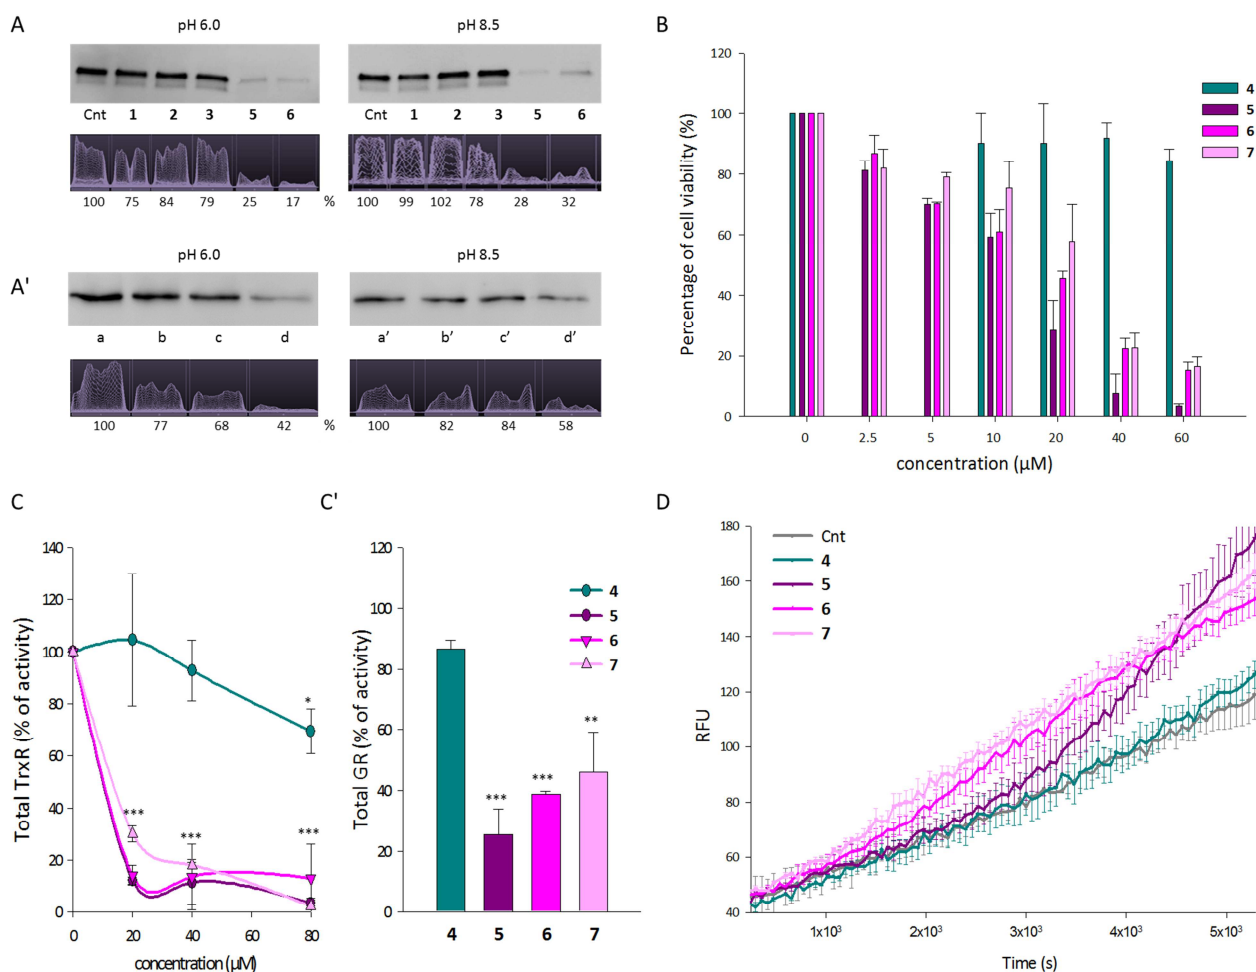 A
pH 6.0
pH 8.5
Cnt 1 2 3 5 6
Cnt 1 2 3 5 6
100 75 84 79 25 17 %
100 99 102 78 28 32
A'
pH 6.0
pH 8.5
a b c d
a' b' c' d'
100 77 68 42 %
100 82 84 58
B
Percentage of cell viability (%)
100
80
60
40
20
0
0 2.5 5 10 20 40 60
concentration (µM)
4
5
6
7
C
Total TrxR (% of activity)
140
120
100
80
60
40
20
0
*
***
***
***
0 20 40 60 80
concentration (µM)
C'
Total GR (% of activity)
120
100
80
60
40
20
0
4
5
6
7
***
***
**
4 5 6 7
D
RFU
180
160
140
120
100
80
60
40
Cnt
4
5
6
7
1x10³ 2x10³ 3x10³ 4x10³ 5x10³
Time (s)